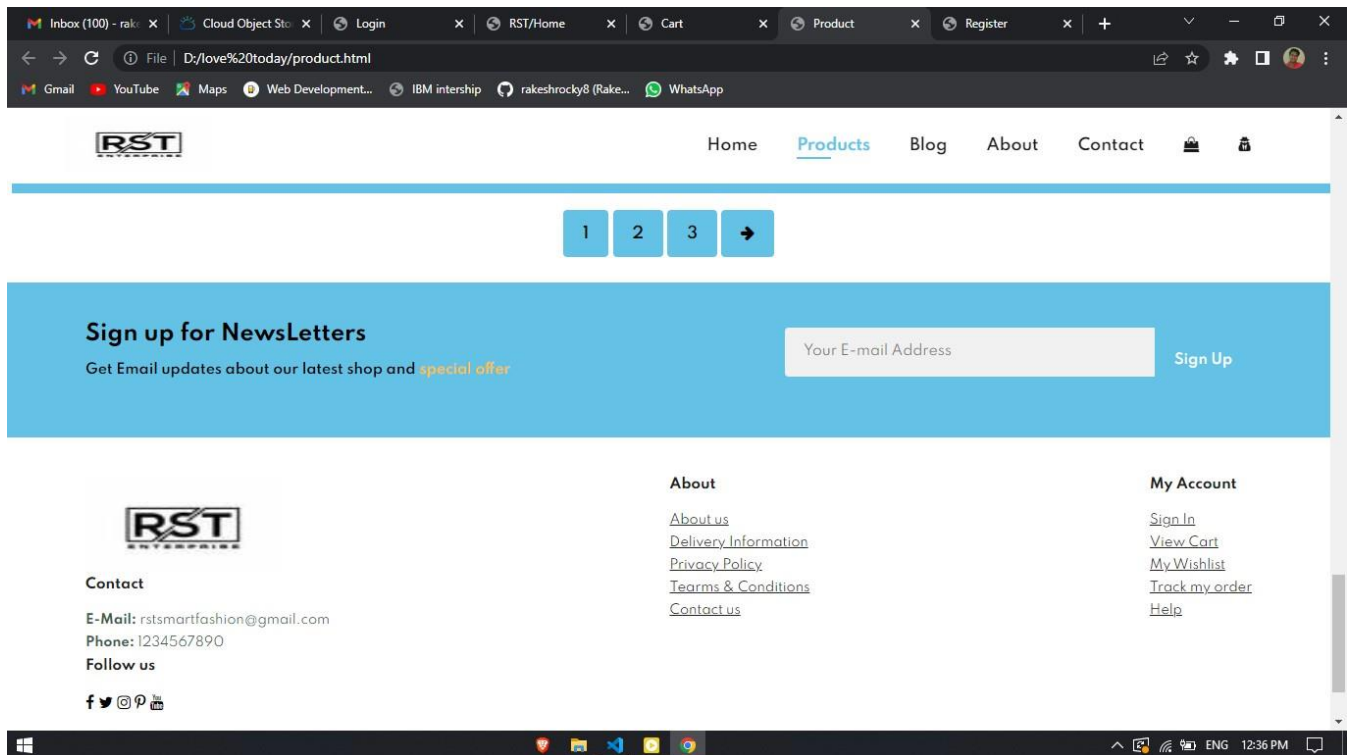 Inbox (100) - rak
Cloud Object Sto
Login
RST/Home
Cart
Product
Register
File
D:/love%20today/product.html
Gmail
YouTube
Maps
Web Development...
IBM intership
rakeshrocky8 (Rake...
WhatsApp
RST
ENTERPRISE
Home
Products
Blog
About
Contact
1
2
3
Sign up for NewsLetters
Get Email updates about our latest shop and special offer
Your E-mail Address
Sign Up
RST
ENTERPRISE
Contact
E-Mail: rstsmartfashion@gmail.com
Phone: 1234567890
Follow us
You
Tube
About
About us
Delivery Information
Privacy Policy
Tearms & Conditions
Contact us
My Account
Sign In
View Cart
My Wishlist
Track my order
Help
ENG
12:36 PM